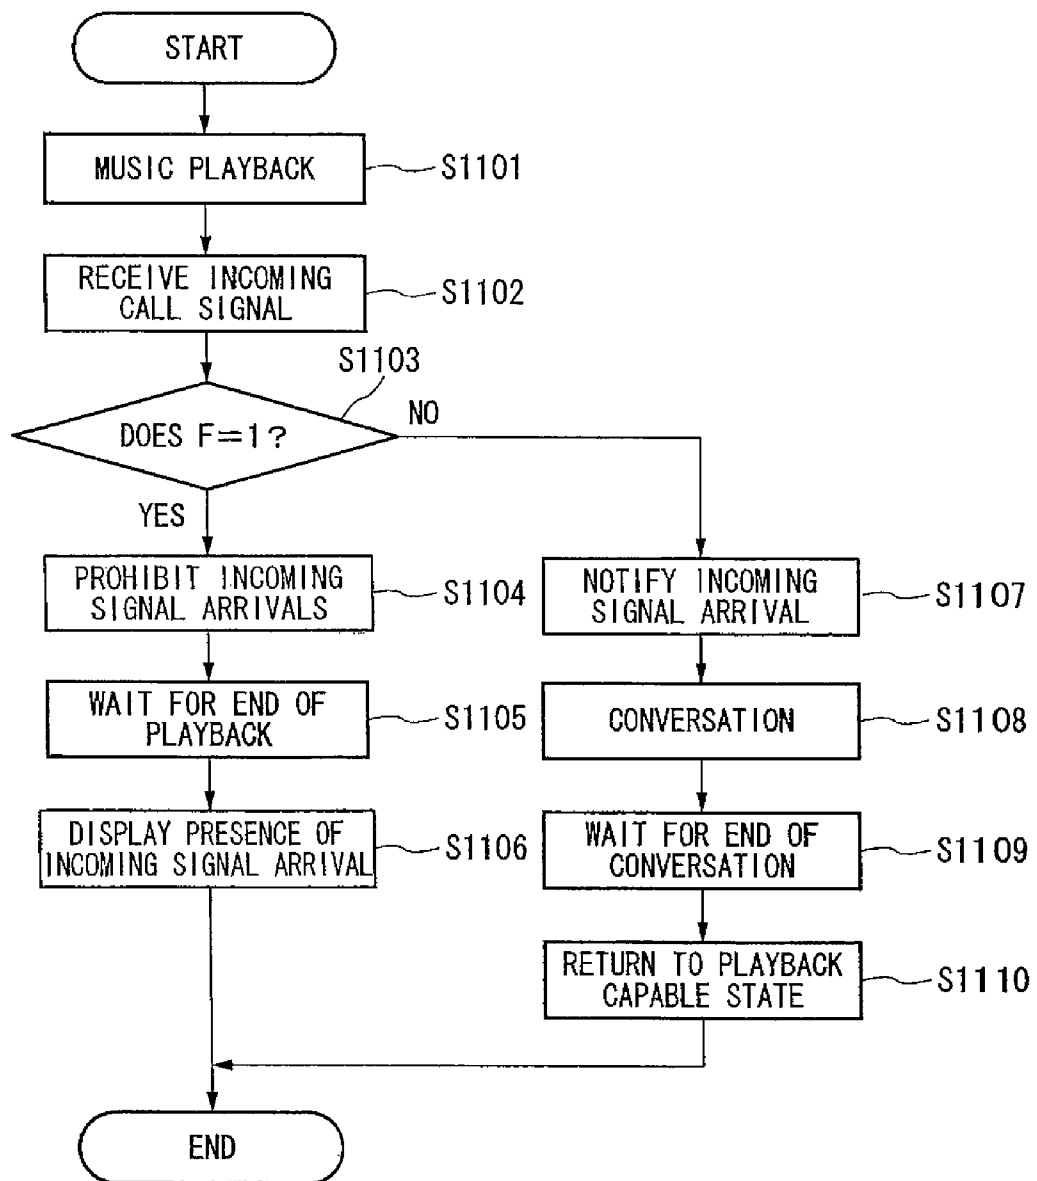 START
MUSIC PLAYBACK
S1101
RECEIVE INCOMING
CALL SIGNAL
S1102
S1103
DOES F=1?
NO
YES
PROHIBIT INCOMING
SIGNAL ARRIVALS
S1104
WAIT FOR END OF
PLAYBACK
S1105
DISPLAY PRESENCE OF
INCOMING SIGNAL ARRIVAL
S1106
NOTIFY INCOMING
SIGNAL ARRIVAL
S1107
CONVERSATION
S1108
WAIT FOR END OF
CONVERSATION
S1109
RETURN TO PLAYBACK
CAPABLE STATE
S1110
END